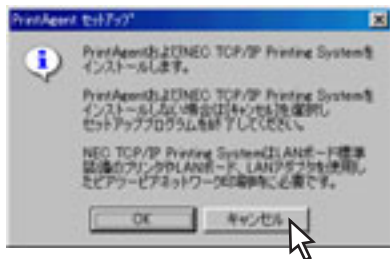 PrintAgent セットアップ
PrintAgentおよびNEC TCP/IP Printing Systemを
インストールします。
PrintAgentおよびNEC TCP/IP Printing Systemを
インストールしない場合は[キャンセル]を選択し
セットアッププログラムを終了してください。
NEC TCP/IP Printing SystemはLANボード標準
装備のプリンタやLANボード、LANアダプタを使用し
たピアツーピアネットワーク印刷時に必要です。
OK
キャンセル